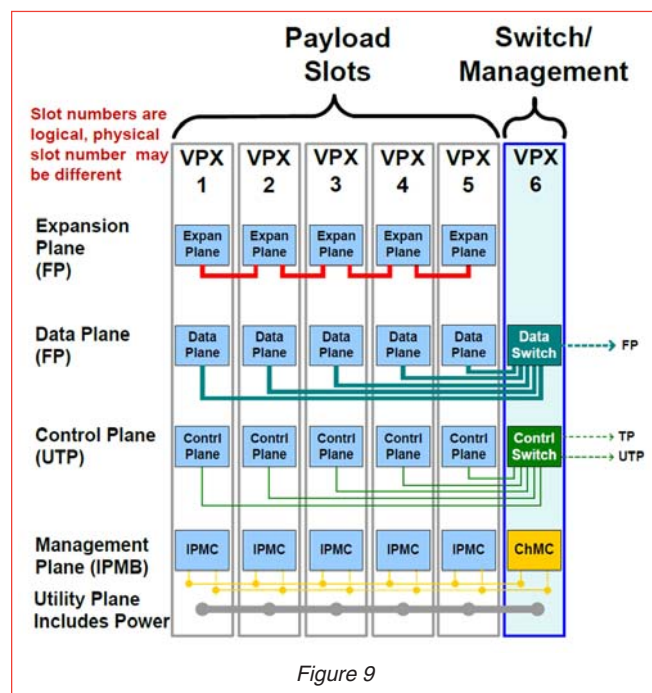 Payload
Slots
Switch/
Management
Slot numbers are
logical, physical
slot number may
be different
VPX
1
VPX
2
VPX
3
VPX
4
VPX
5
VPX
6
Expansion
Plane
(FP)
Expan
Plane
Expan
Plane
Expan
Plane
Expan
Plane
Expan
Plane
Data Plane
(FP)
Data
Plane
Data
Plane
Data
Plane
Data
Plane
Data
Plane
Data
Switch
FP
Control Plane
(UTP)
Contrl
Plane
Contrl
Plane
Contrl
Plane
Contrl
Plane
Contrl
Plane
Contrl
Switch
TP
UTP
Management
Plane (IPMB)
IPMC
IPMC
IPMC
IPMC
IPMC
ChMC
Utility Plane
Includes Power
Figure 9